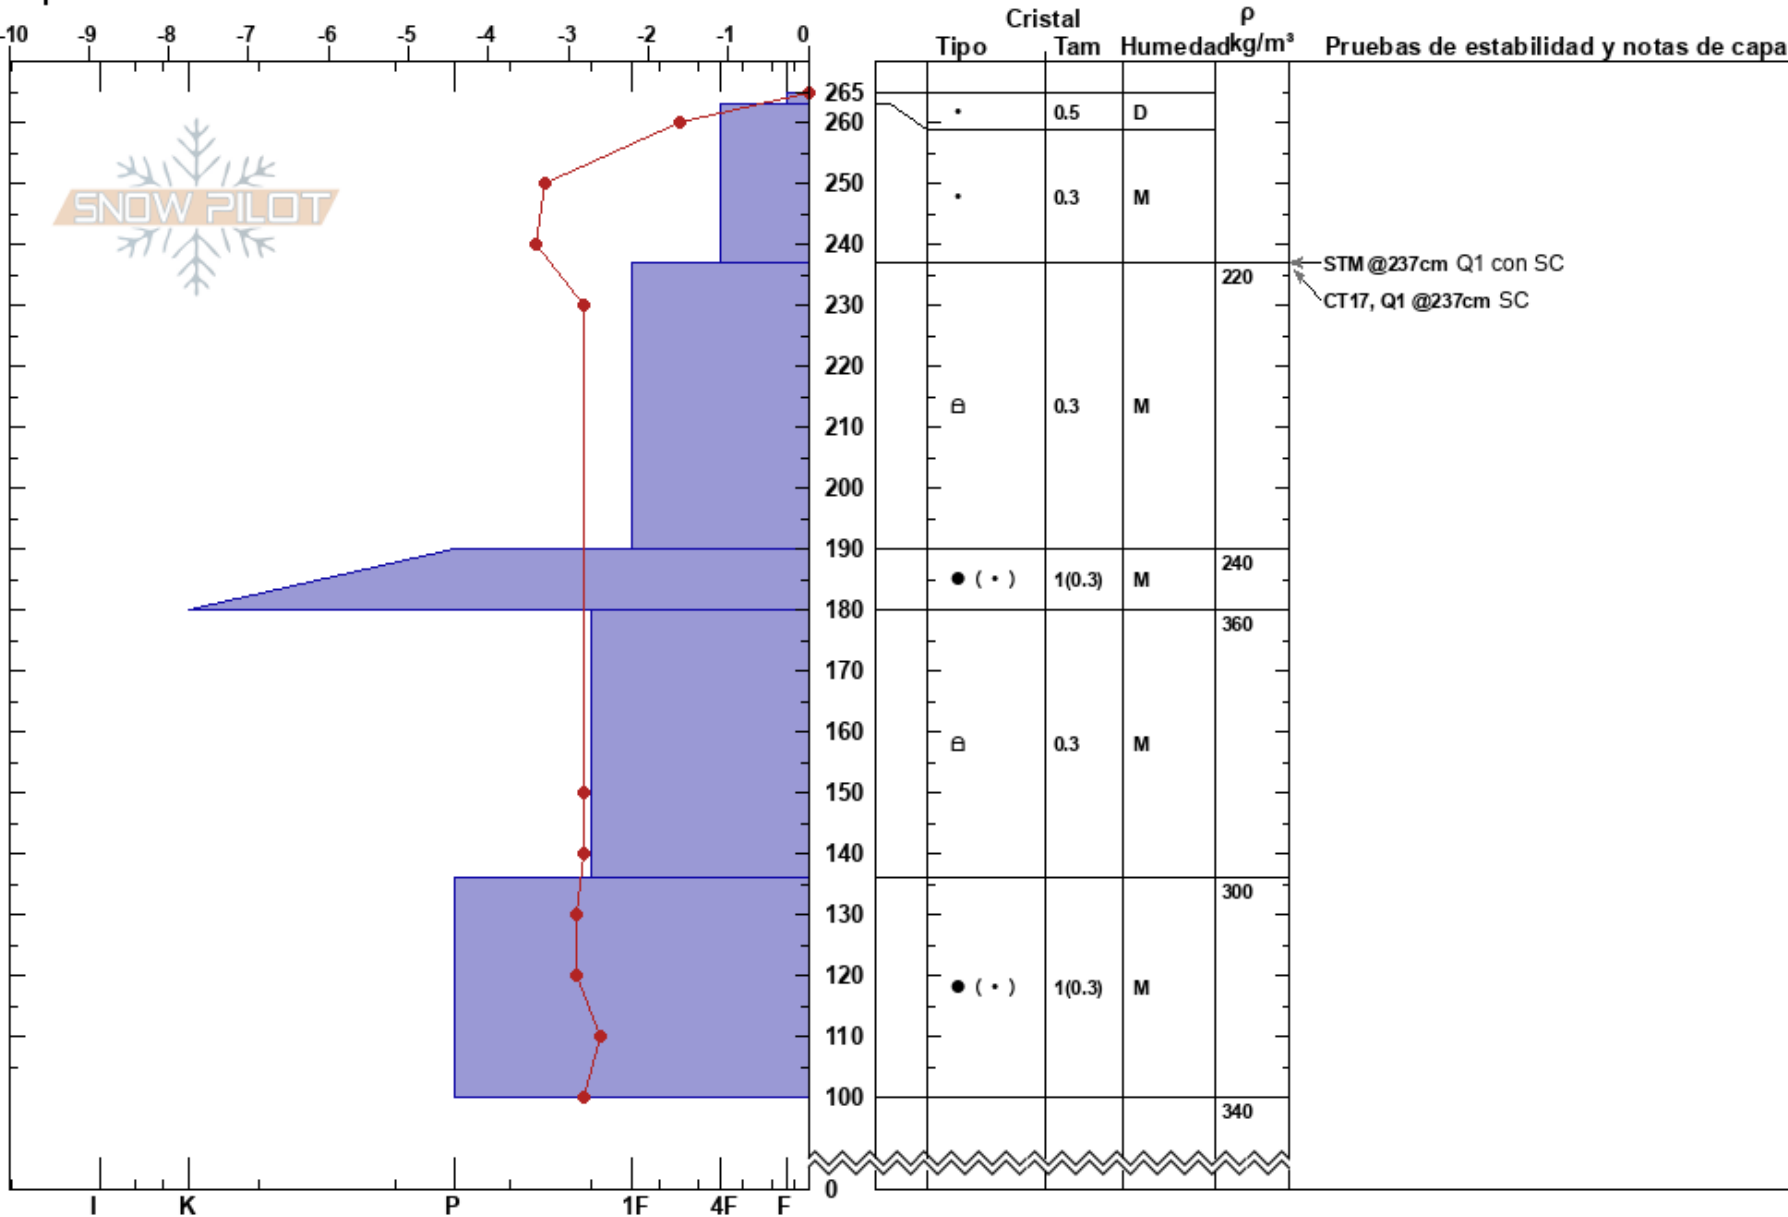 Cristal ρ
-10 -9 -8 -7 -6 -5 -4 -3 -2 -1 0 Tipo Tam Humedad kg/m³ Pruebas de estabilidad y notas de capa
265
260 • 0.5 D
250
SNOW PILOT • 0.3 M
240
STM @237cm Q1 con SC
220
230 CT17, Q1 @237cm SC
220
210 0.3 M
200
190
240
● ( • ) 1(0.3) M
180
360
170
160 0.3 M
150
140
300
130
120 ● ( • ) 1(0.3) M
110
100
340
0
I K P 1F 4F F